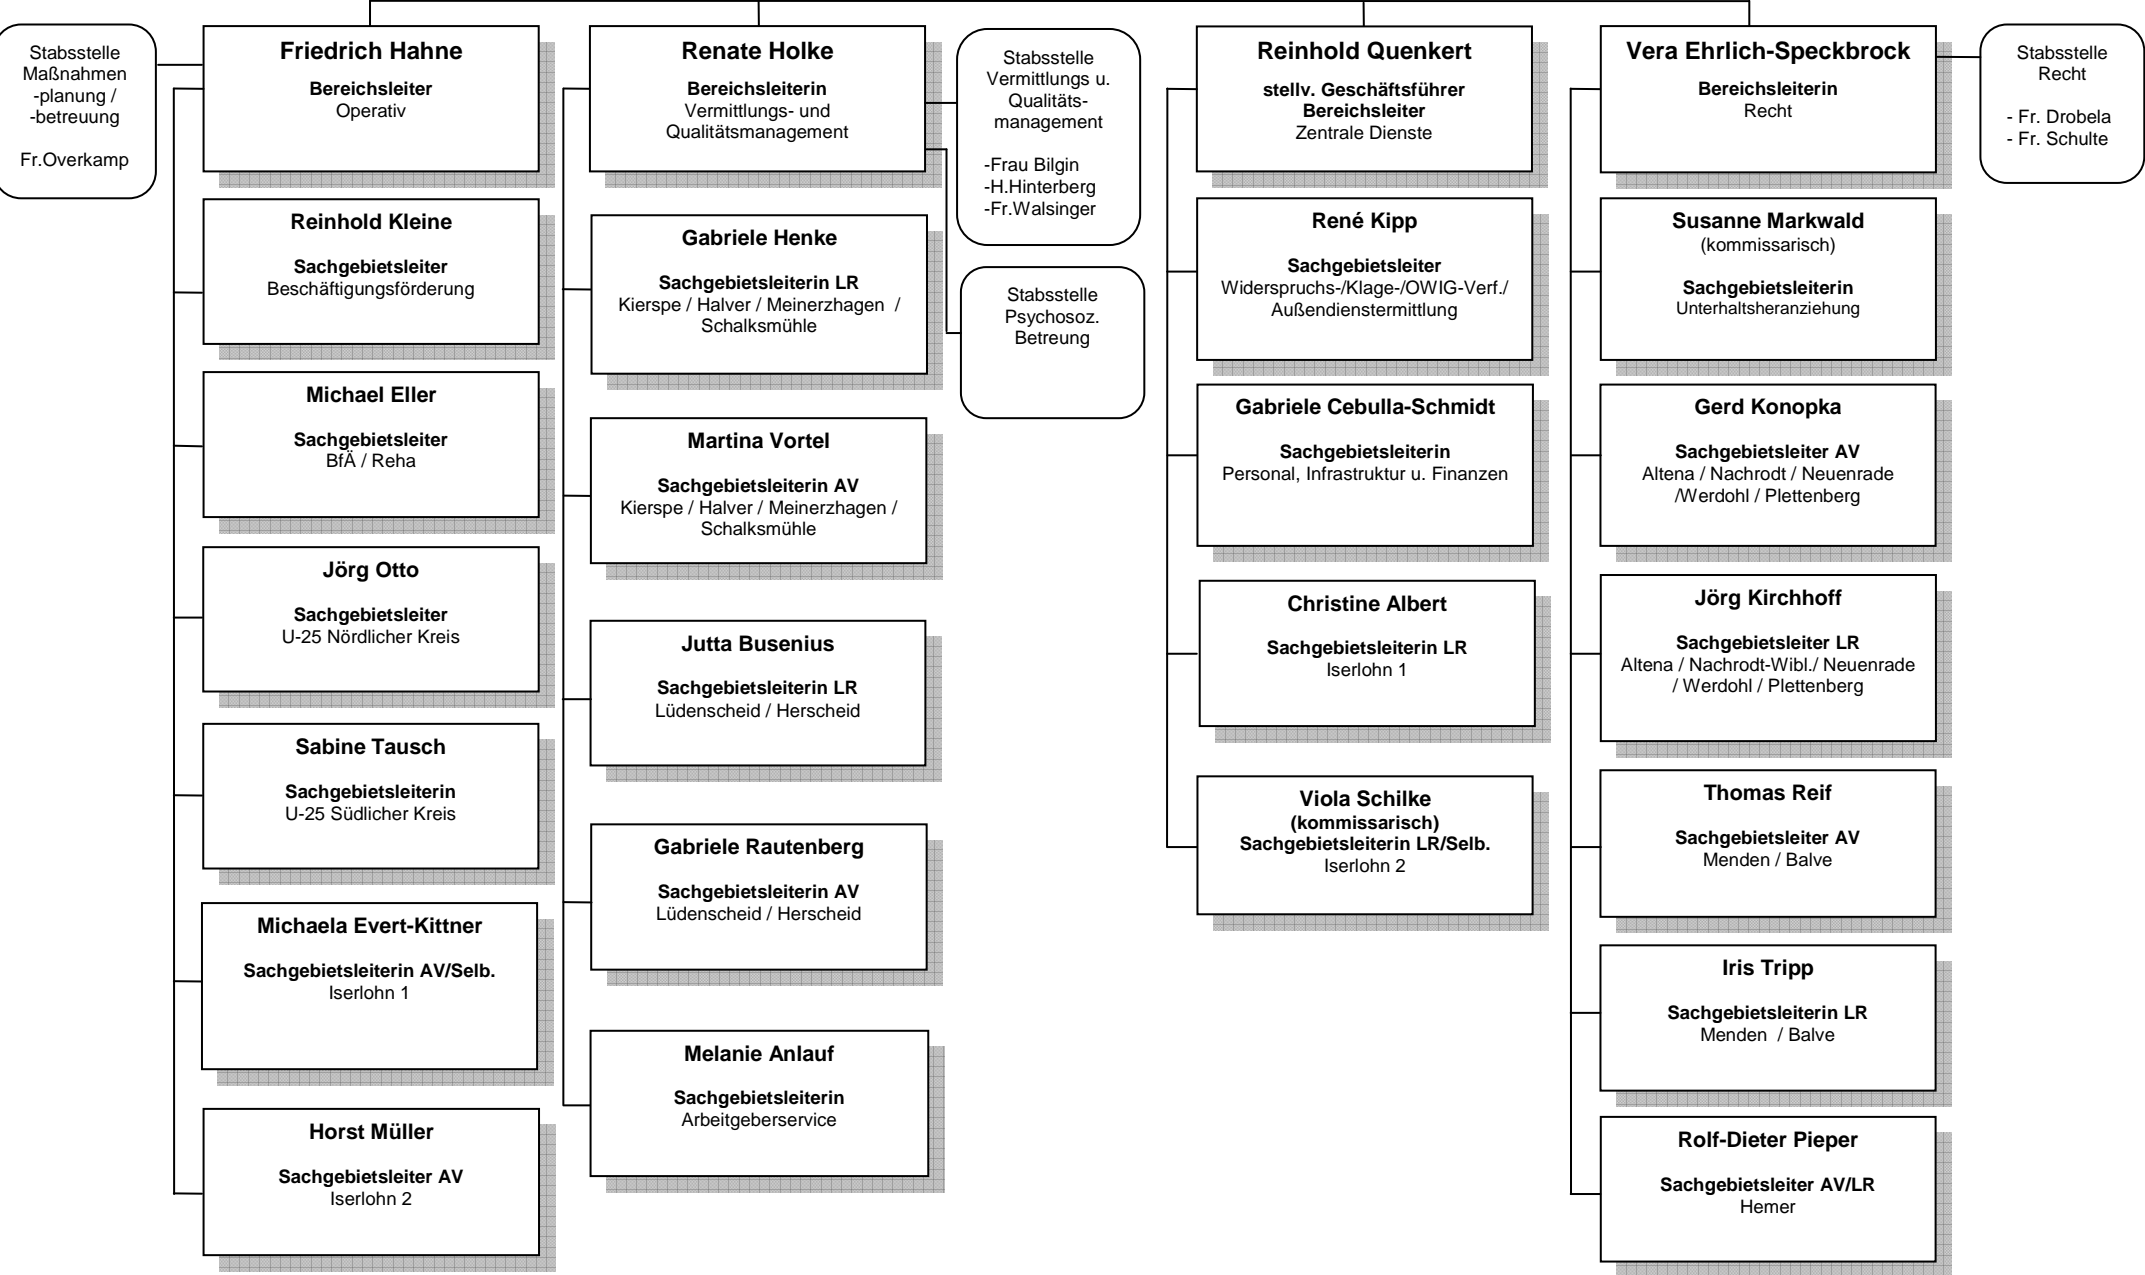 Stabsstelle
Maßnahmen
-planung /
-betreuung
Fr.Overkamp
Friedrich Hahne
Bereichsleiter
Operativ
Reinhold Kleine
Sachgebietsleiter
Beschäftigungsförderung
Michael Eller
Sachgebietsleiter
BfÄ / Reha
Jörg Otto
Sachgebietsleiter
U-25 Nördlicher Kreis
Sabine Tausch
Sachgebietsleiterin
U-25 Südlicher Kreis
Michaela Evert-Kittner
Sachgebietsleiterin AV/Selb.
Iserlohn 1
Horst Müller
Sachgebietsleiter AV
Iserlohn 2
Renate Holke
Bereichsleiterin
Vermittlungs- und
Qualitätsmanagement
Stabsstelle
Vermittlungs u.
Qualitäts-
management
-Frau Bilgin
-H.Hinterberg
-Fr.Walsinger
Stabsstelle
Psychosoz.
Betreung
Gabriele Henke
Sachgebietsleiterin LR
Kierspe / Halver / Meinerzhagen /
Schalksmühle
Martina Vortel
Sachgebietsleiterin AV
Kierspe / Halver / Meinerzhagen /
Schalksmühle
Jutta Busenius
Sachgebietsleiterin LR
Lüdenscheid / Herscheid
Gabriele Rautenberg
Sachgebietsleiterin AV
Lüdenscheid / Herscheid
Melanie Anlauf
Sachgebietsleiterin
Arbeitgeberservice
Reinhold Quenkert
stellv. Geschäftsführer
Bereichsleiter
Zentrale Dienste
René Kipp
Sachgebietsleiter
Widerspruchs-/Klage-/OWIG-Verf./
Außendienstermittlung
Gabriele Cebulla-Schmidt
Sachgebietsleiterin
Personal, Infrastruktur u. Finanzen
Christine Albert
Sachgebietsleiterin LR
Iserlohn 1
Viola Schilke
(kommissarisch)
Sachgebietsleiterin LR/Selb.
Iserlohn 2
Vera Ehrlich-Speckbrock
Bereichsleiterin
Recht
Stabsstelle
Recht
- Fr. Drobela
- Fr. Schulte
Susanne Markwald
(kommissarisch)
Sachgebietsleiterin
Unterhaltsheranziehung
Gerd Konopka
Sachgebietsleiter AV
Altena / Nachrodt / Neuenrade
/Werdohl / Plettenberg
Jörg Kirchhoff
Sachgebietsleiter LR
Altena / Nachrodt-Wibl./ Neuenrade
/ Werdohl / Plettenberg
Thomas Reif
Sachgebietsleiter AV
Menden / Balve
Iris Tripp
Sachgebietsleiterin LR
Menden / Balve
Rolf-Dieter Pieper
Sachgebietsleiter AV/LR
Hemer